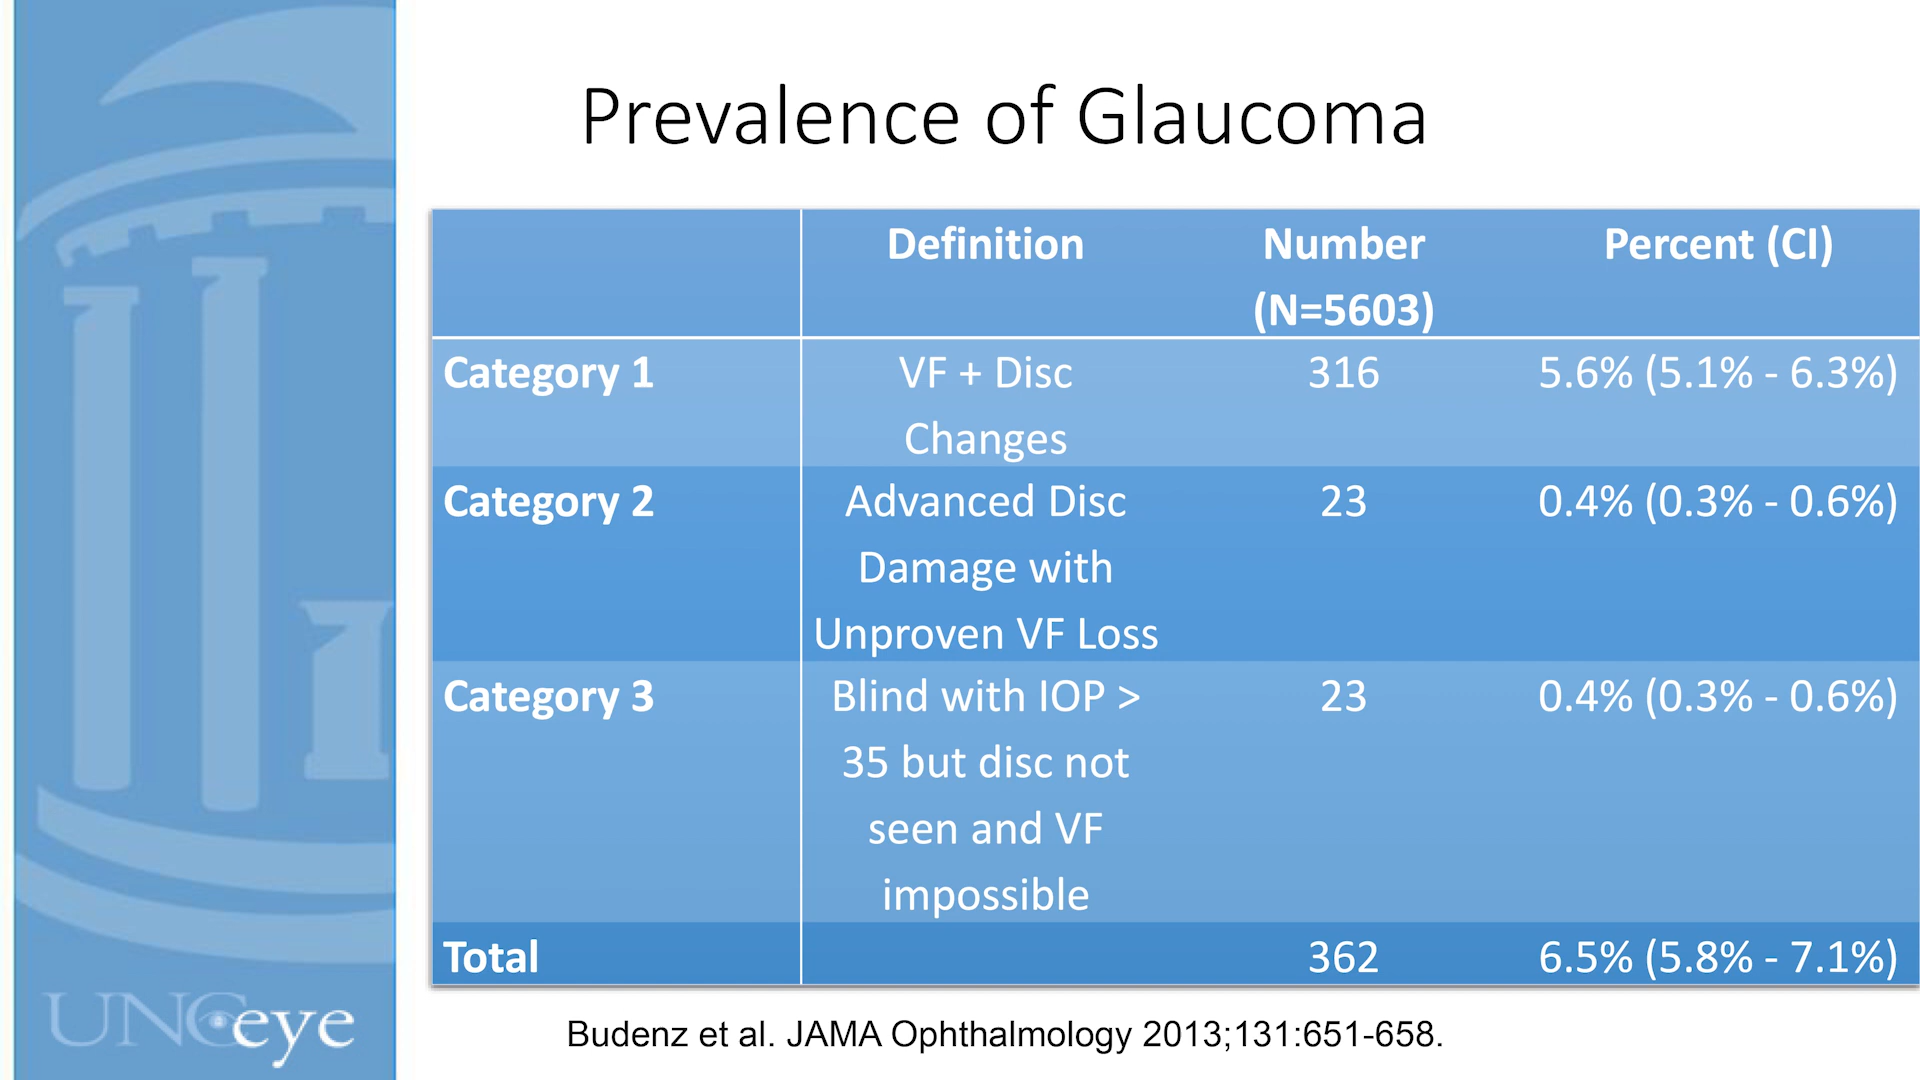 Prevalence of Glaucoma
Definition Number Percent (CI)
(N=5603)
Category 1 VF + Disc 316 5.6% (5.1% - 6.3%)
Changes
Category 2 Advanced Disc 23 0.4% (0.3% - 0.6%)
Damage with
Unproven VF Loss
Category 3 Blind with IOP > 23 0.4% (0.3% - 0.6%)
35 but disc not
seen and VF
impossible
Total 362 6.5% (5.8% - 7.1%)
UNCeye
Budenz et al. JAMA Ophthalmology 2013;131:651-658.